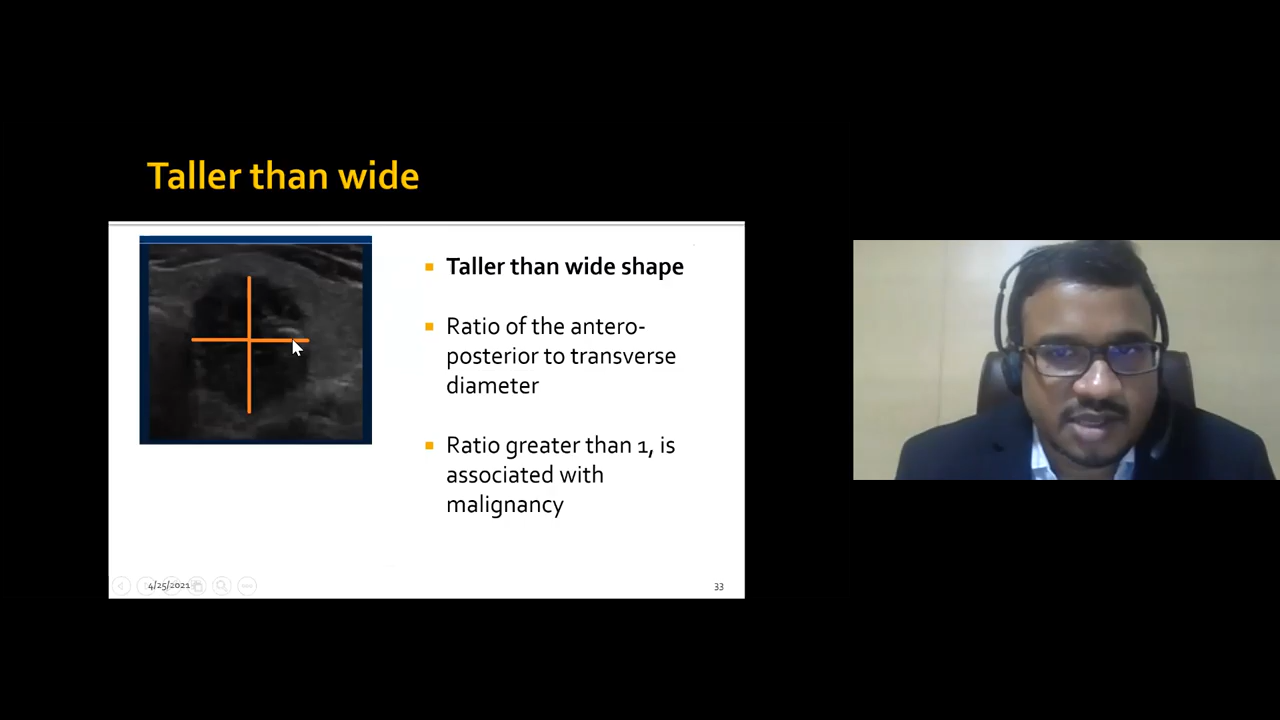 Taller than wide
Taller than wide shape
Ratio of the antero-
posterior to transverse
diameter
Ratio greater than 1, is
associated with
malignancy
4/25/2021
33